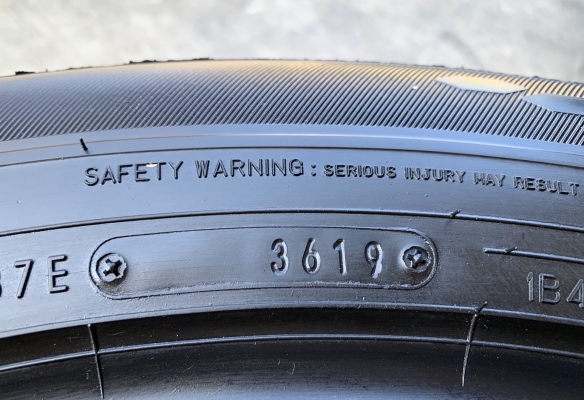 SAFETY WARNING : SERIOUS INJURY MAY RESULT
37E 3619 1B4